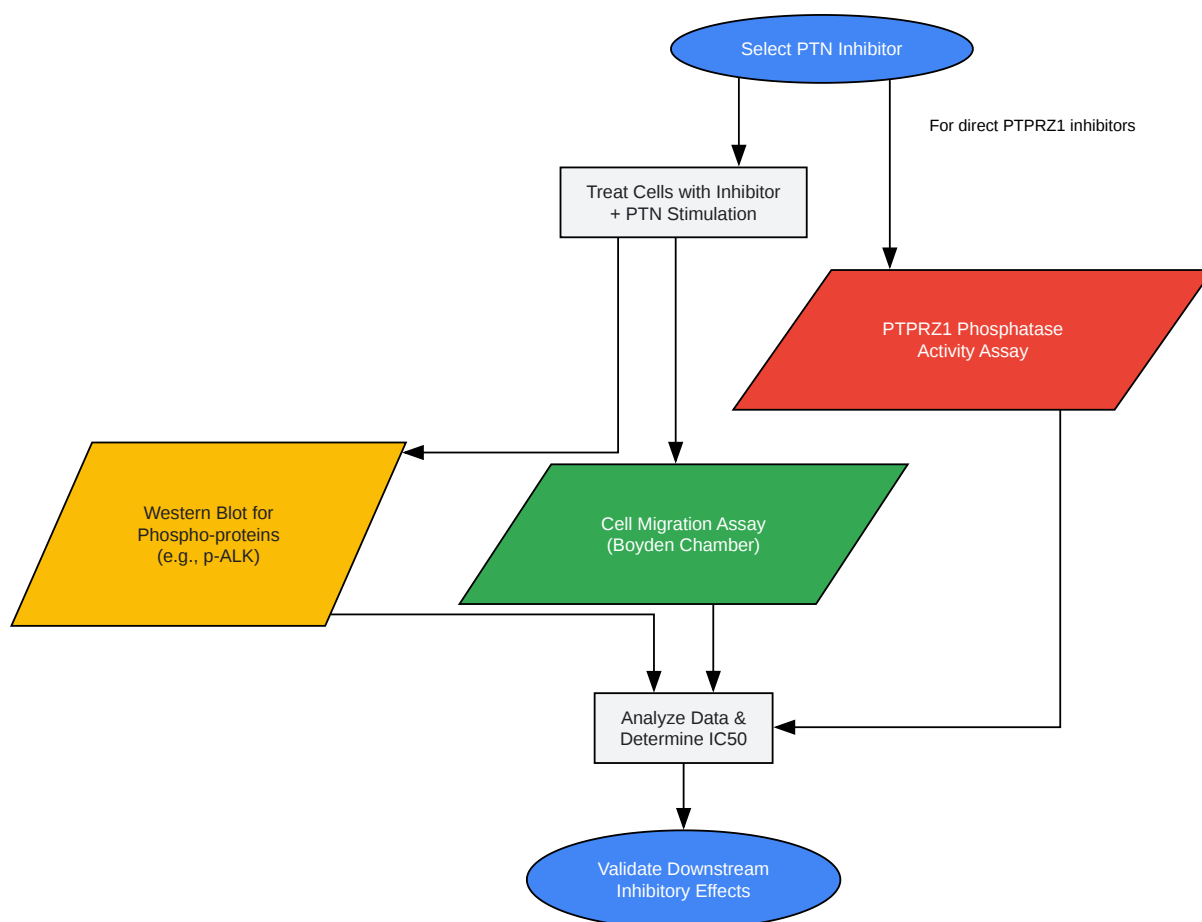 Select PTN Inhibitor
For direct PTPRZ1 inhibitors
Treat Cells with Inhibitor
+ PTN Stimulation
PTPRZ1 Phosphatase
Activity Assay
Western Blot for
Phospho-proteins
(e.g., p-ALK)
Cell Migration Assay
(Boyden Chamber)
Analyze Data &
Determine IC50
Validate Downstream
Inhibitory Effects